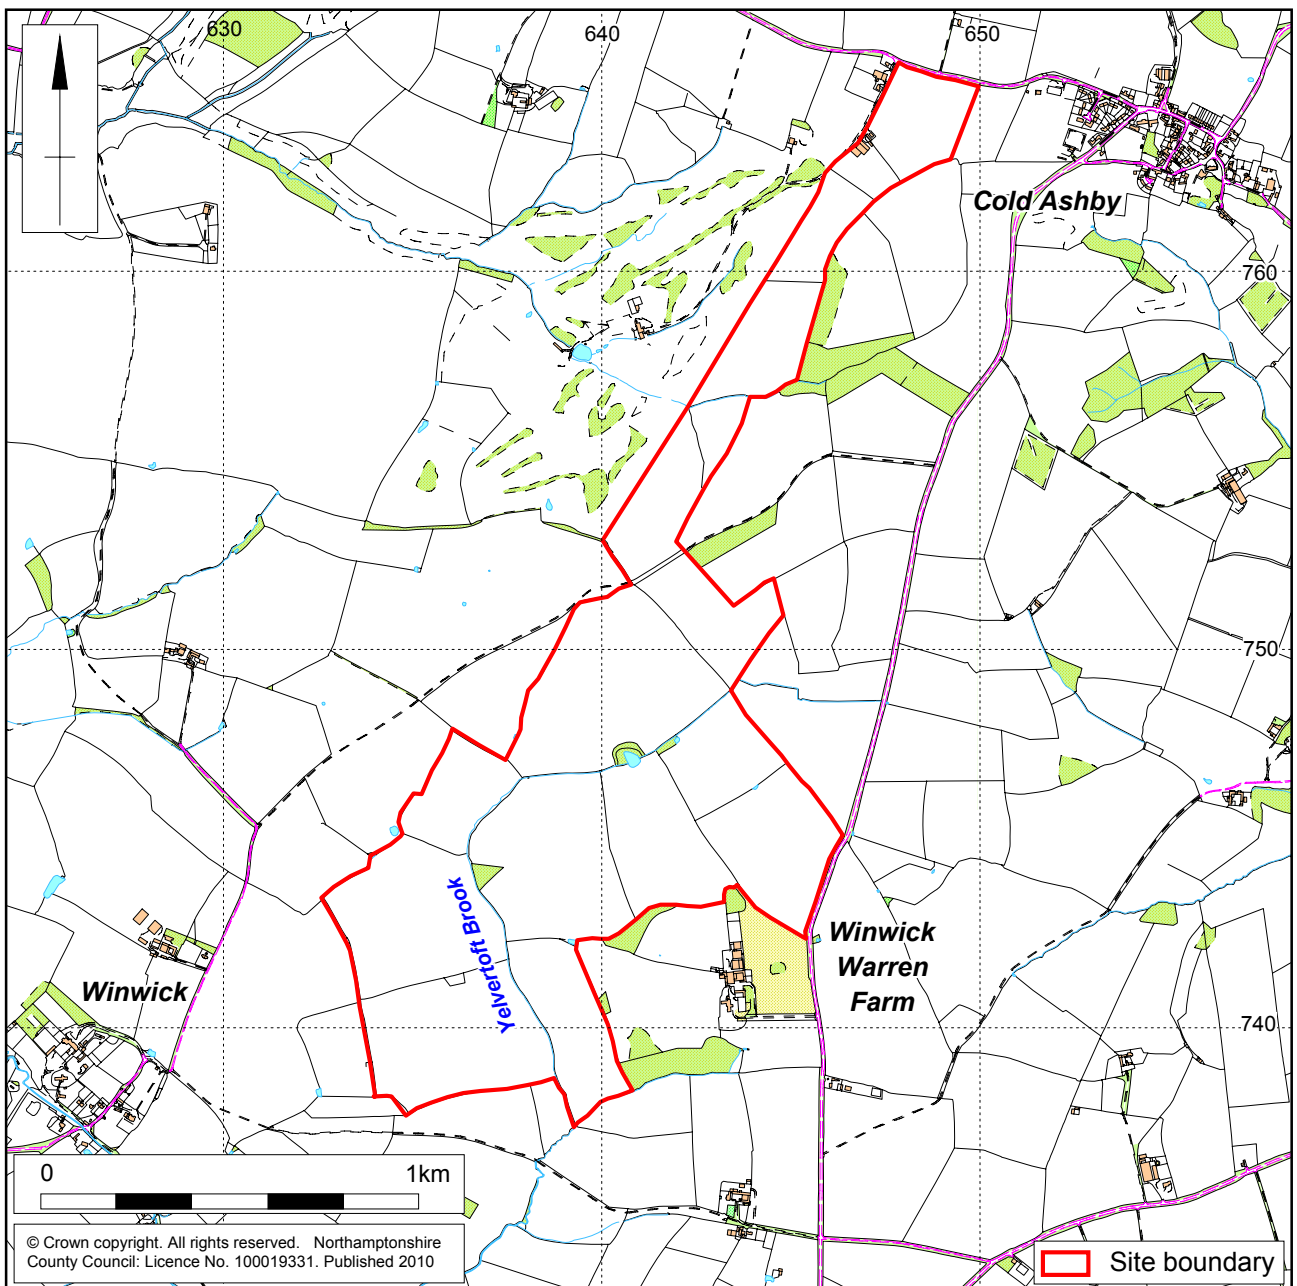 630
640
650
Cold Ashby
760
750
Yelvertoft Brook
Winwick
Warren
Farm
Winwick
740
0 1km
© Crown copyright. All rights reserved. Northamptonshire
County Council: Licence No. 100019331. Published 2010
Site boundary